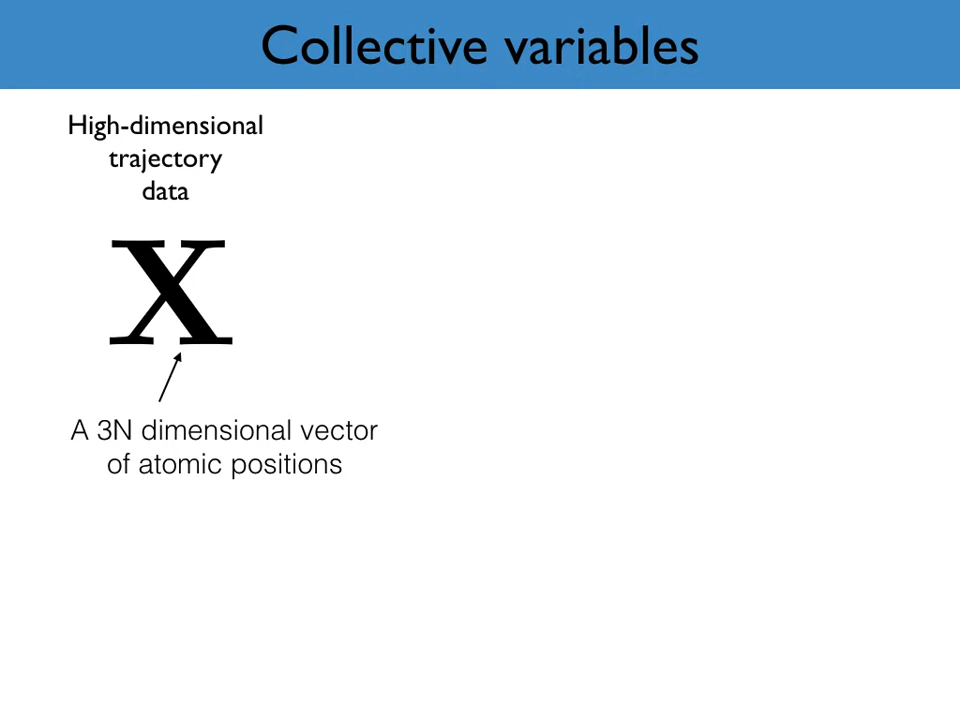 Collective variables
High-dimensional
trajectory
data
x
A 3N dimensional vector
of atomic positions